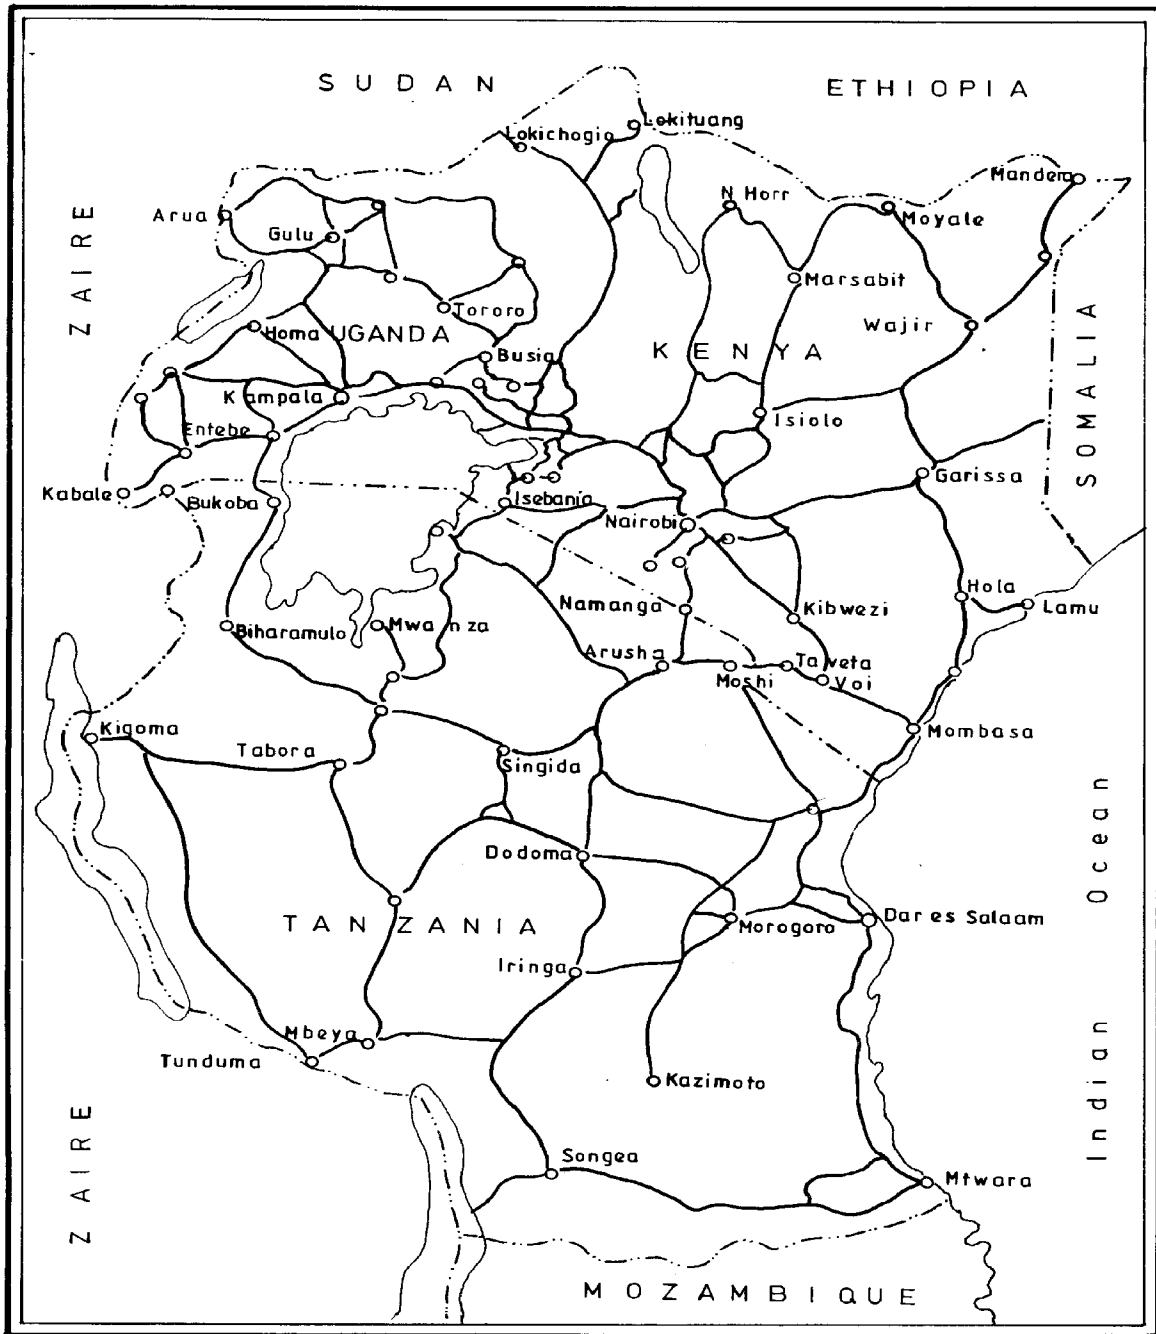 SUDAN
ETHIOPIA
Lokichogio
Lokituang
Mandera
ZAIRE
Arua
N Horr
Moyale
Gulu
Marsabit
Tororo
Wajir
Homa
UGANDA
KENYA
Busia
SOMALIA
Kampala
Isiolo
Entebe
Garissa
Kabale
Bukoba
Isebania
Nairobi
Hola
Lamu
Namanga
Kibwezi
Biharamulo
Mwanza
Arusha
Taveta
Moshi
Voi
Kigoma
Mombasa
Tabora
Singida
Dodoma
Indian Ocean
TANZANIA
Morogoro
Dar es Salaam
Iringa
Mbeya
Tunduma
Kazimoto
ZAIRE
Songea
Mtwara
MOZAMBIQUE